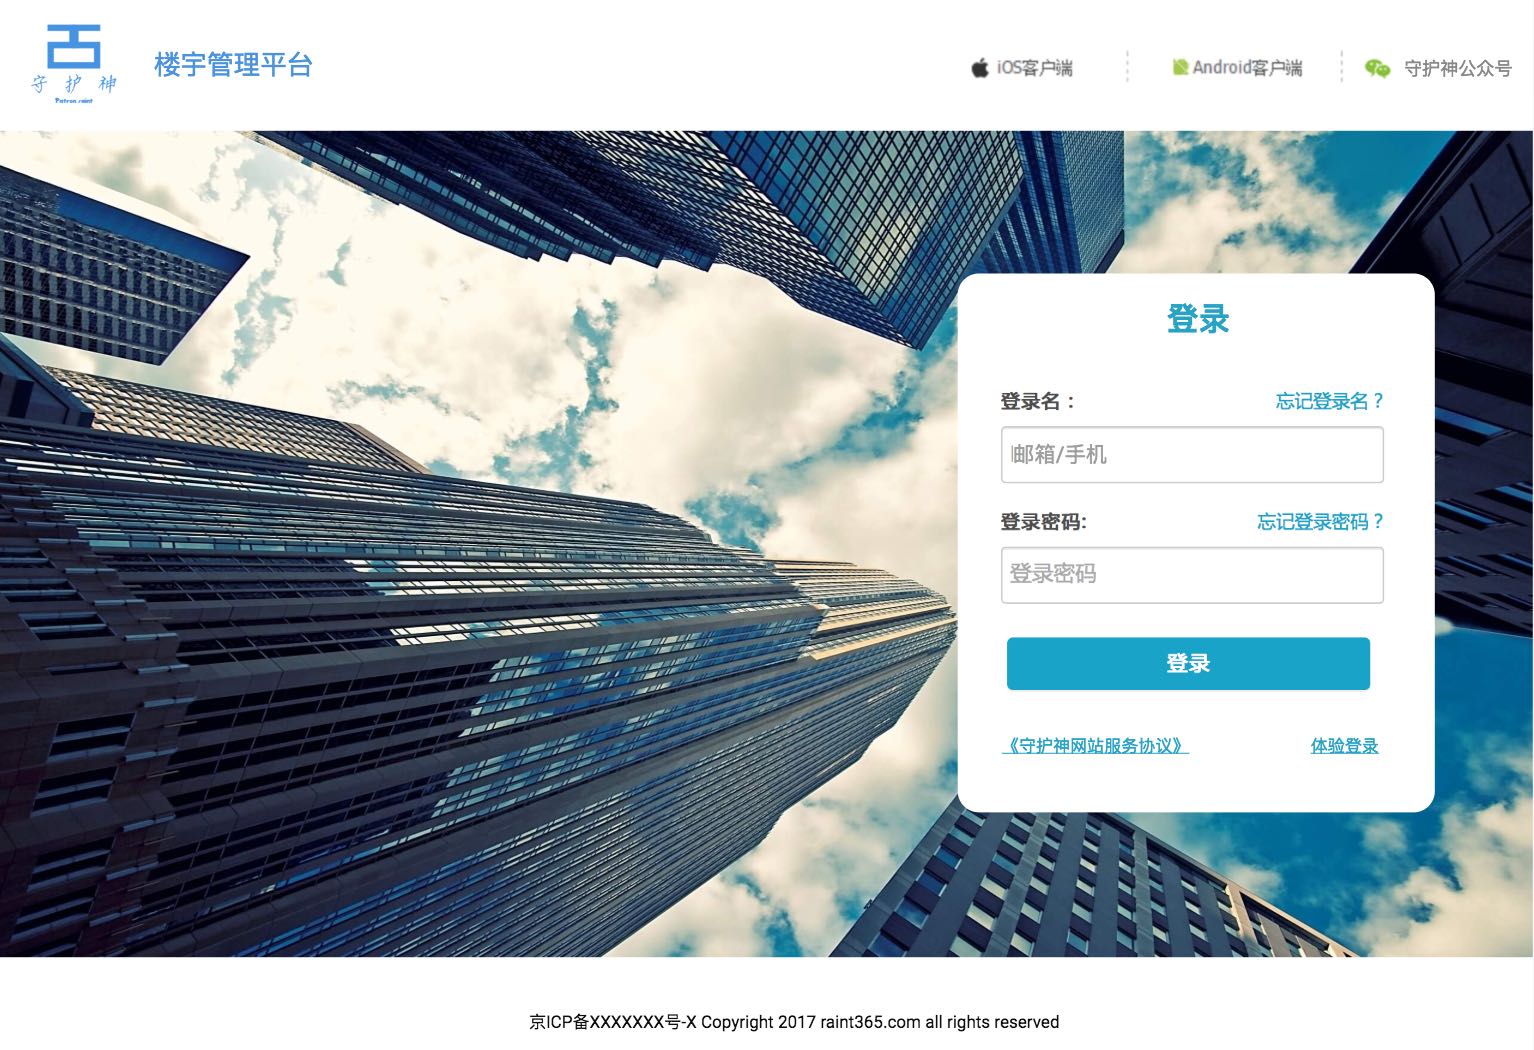 守护神
Patron saint
楼宇管理平台
iOS客户端
Android客户端
守护神公众号
登录
登录名：
忘记登录名？
邮箱/手机
登录密码:
忘记登录密码？
登录密码
登录
《守护神网站服务协议》
体验登录
京ICP备XXXXXXX号-X Copyright 2017 raint365.com all rights reserved